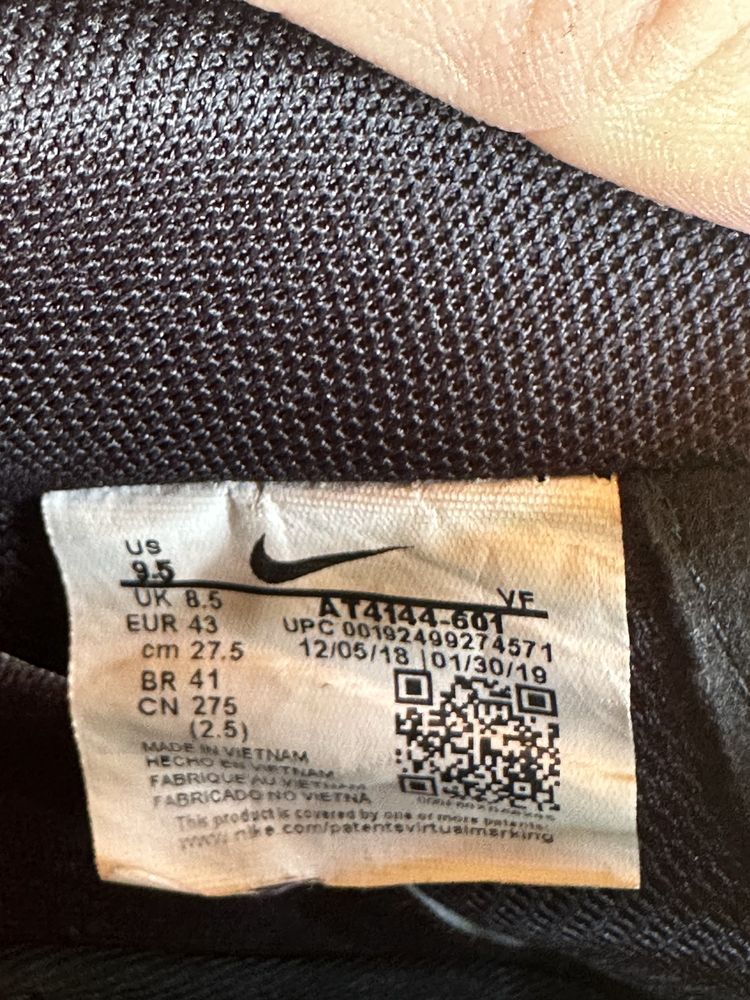 US
9.5
VF
UK 8.5
AT4144-601
EUR 43
UPC 00192499274571
cm 27.5
12/05/18 01/30/19
BR 41
CN 275
(2.5)
MADE IN VIETNAM
HECHO EN VIETNAM
FABRIQUE AU VIETNAM
FABRICADO NO VIETNA
This product is covered by one or more patents.
www.nike.com/patentsvirtualmarking